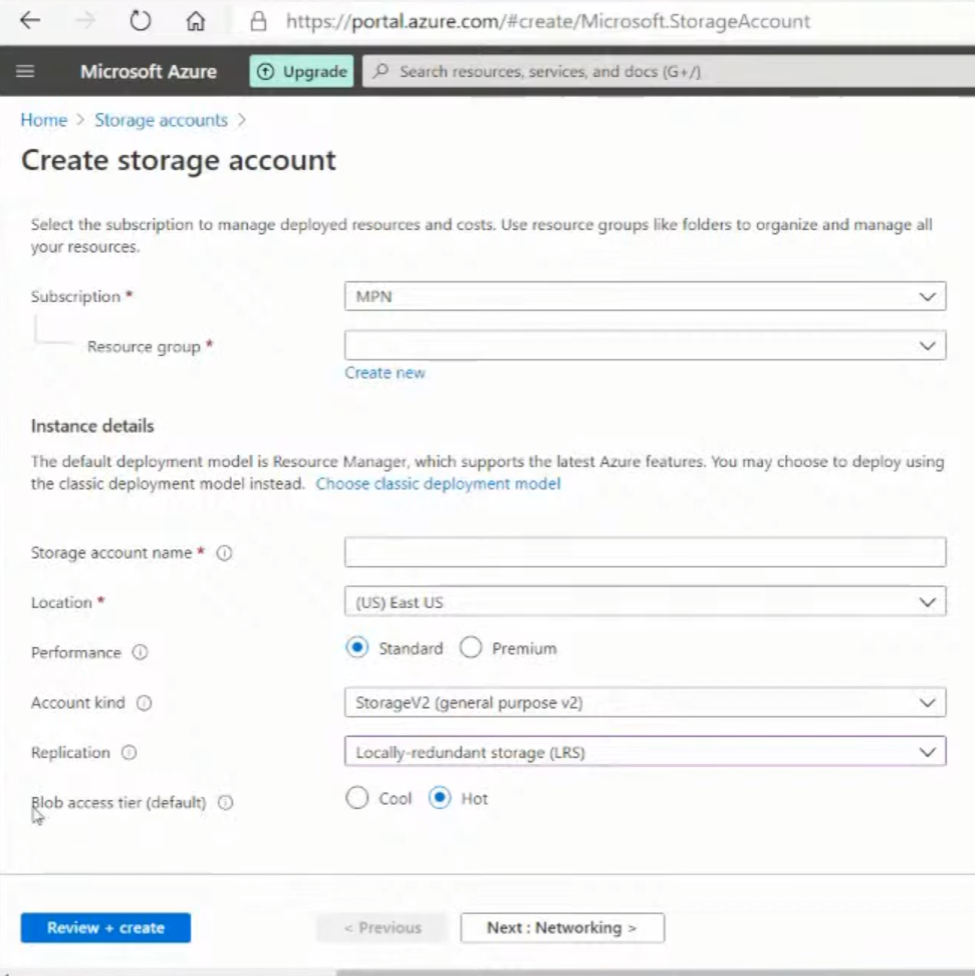 https://portal.azure.com/#create/Microsoft.StorageAccount
Microsoft Azure Upgrade Search resources, services, and docs (G+/)
Home > Storage accounts >
Create storage account
Select the subscription to manage deployed resources and costs. Use resource groups like folders to organize and manage all
your resources.
Subscription * MPN
Resource group *
Create new
Instance details
The default deployment model is Resource Manager, which supports the latest Azure features. You may choose to deploy using
the classic deployment model instead. Choose classic deployment model
Storage account name *
Location * (US) East US
Performance Standard Premium
Account kind StorageV2 (general purpose v2)
Replication Locally-redundant storage (LRS)
Blob access tier (default) Cool Hot
Review + create < Previous Next : Networking >